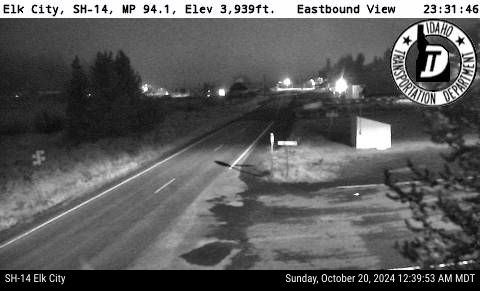 Elk City, SH-14, MP 94.1, Elev 3,939ft. Eastbound View 23:31:46
IDAHO
TRANSPORTATION DEPARTMENT
SH-14 Elk City Sunday, October 20, 2024 12:39:53 AM MDT